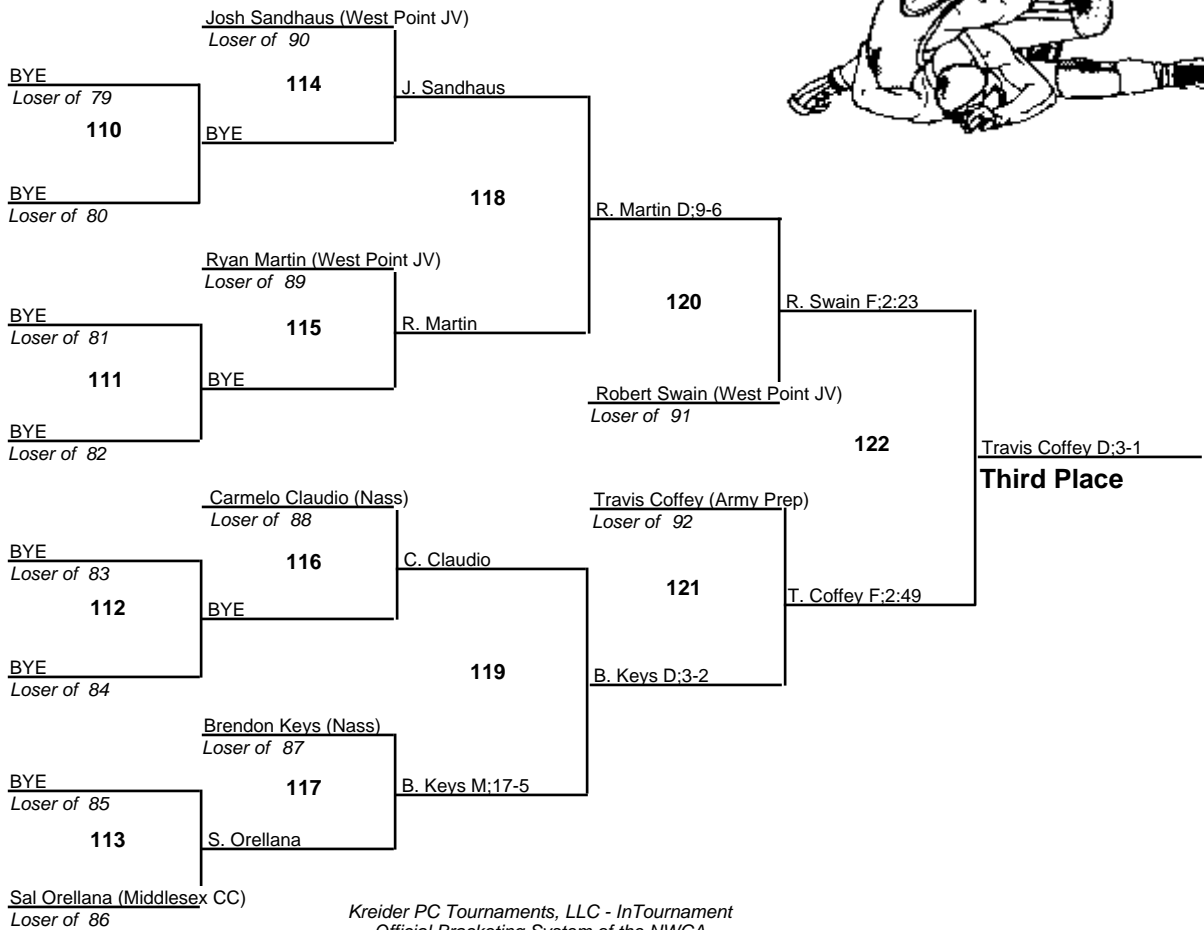 Josh Sandhaus (West Point JV)
Loser of 90
BYE
Loser of 79
114
J. Sandhaus
110
BYE
BYE
Loser of 80
118
R. Martin D;9-6
Ryan Martin (West Point JV)
Loser of 89
BYE
Loser of 81
115
R. Martin
111
BYE
BYE
Loser of 82
120
R. Swain F;2:23
Robert Swain (West Point JV)
Loser of 91
122
Travis Coffey D;3-1
Third Place
Carmelo Claudio (Nass)
Loser of 88
BYE
Loser of 83
116
C. Claudio
112
BYE
BYE
Loser of 84
119
Travis Coffey (Army Prep)
Loser of 92
121
T. Coffey F;2:49
B. Keys D;3-2
Brendon Keys (Nass)
Loser of 87
BYE
Loser of 85
117
B. Keys M;17-5
113
S. Orellana
Sal Orellana (Middlesex CC)
Loser of 86
Kreider PC Tournaments, LLC - InTournament
Official Bracketing System of the NWCA